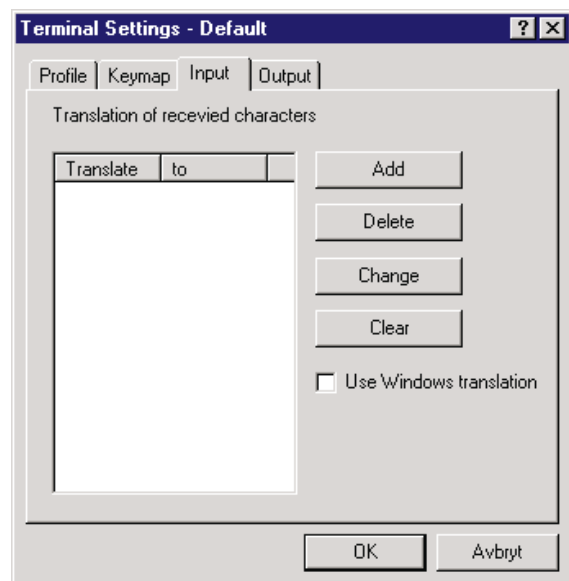 Terminal Settings - Default
Profile Keymap Input Output
Translation of recevied characters
Translate to
Add
Delete
Change
Clear
Use Windows translation
OK Avbryt